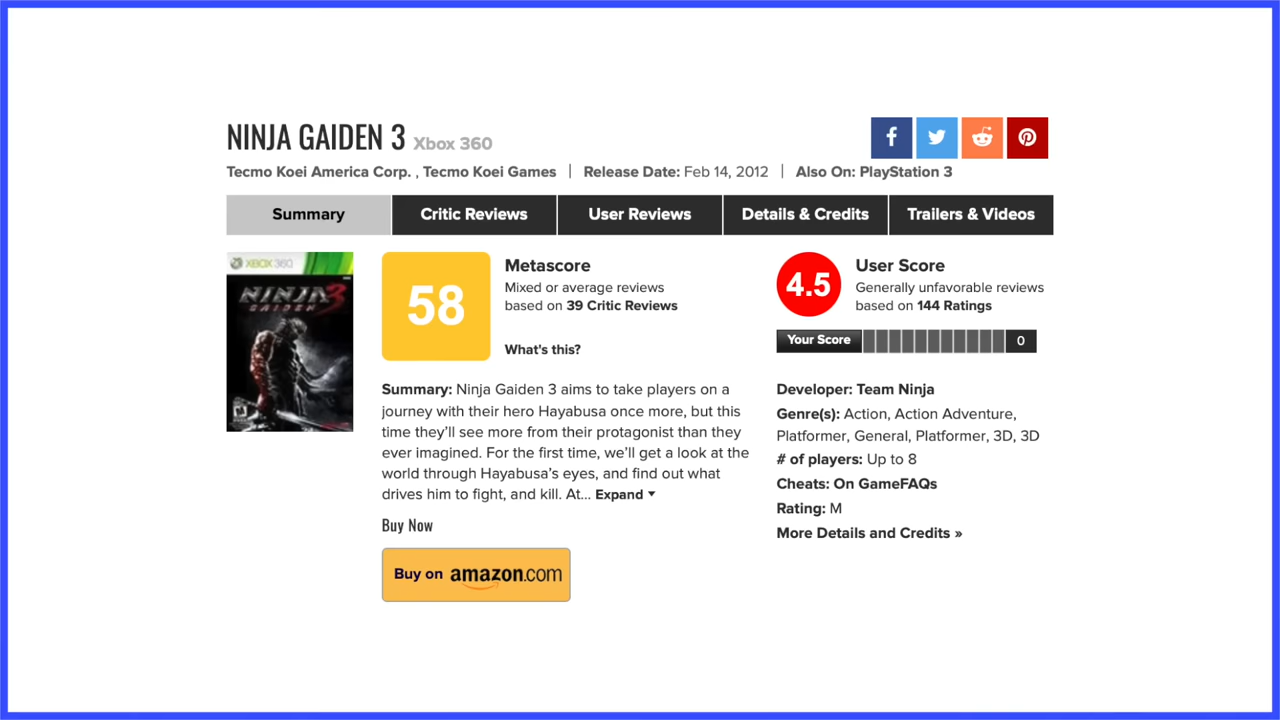 NINJA GAIDEN 3 Xbox 360
Tecmo Koei America Corp. , Tecmo Koei Games | Release Date: Feb 14, 2012 | Also On: PlayStation 3
Summary Critic Reviews User Reviews Details & Credits Trailers & Videos
XBOX 360
NINJA 3
GAIDEN
58
Metascore
Mixed or average reviews
based on 39 Critic Reviews
What's this?
Summary: Ninja Gaiden 3 aims to take players on a
journey with their hero Hayabusa once more, but this
time they’ll see more from their protagonist than they
ever imagined. For the first time, we’ll get a look at the
world through Hayabusa’s eyes, and find out what
drives him to fight, and kill. At... Expand
Buy Now
Buy on amazon.com
4.5
User Score
Generally unfavorable reviews
based on 144 Ratings
Your Score 0
Developer: Team Ninja
Genre(s): Action, Action Adventure,
Platformer, General, Platformer, 3D, 3D
# of players: Up to 8
Cheats: On GameFAQs
Rating: M
More Details and Credits »